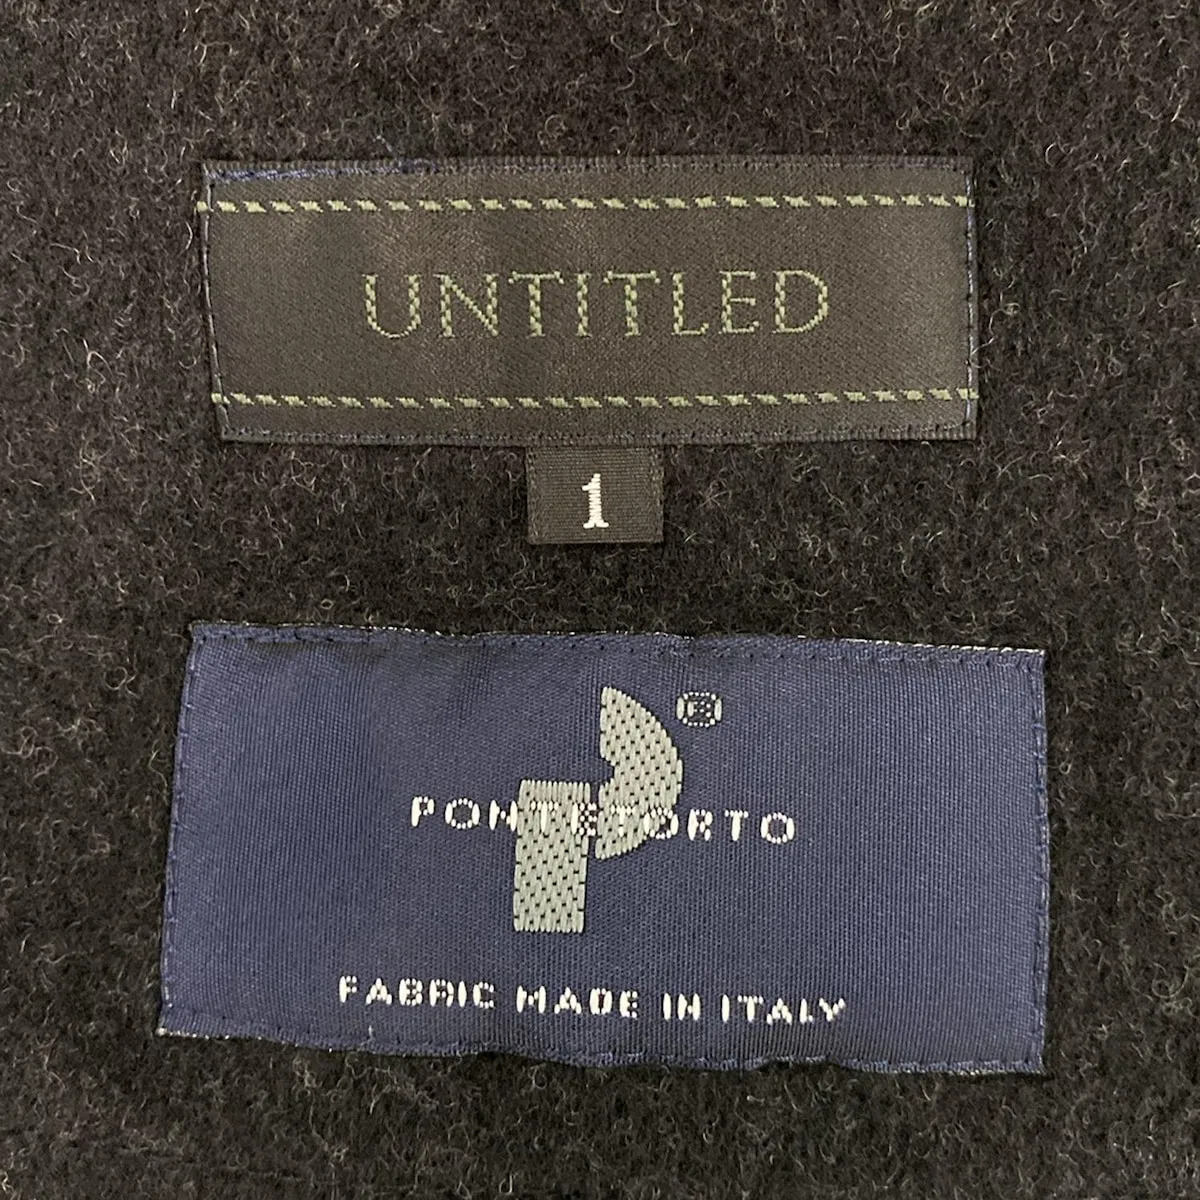 UNTITLED
1
®
PONTETORTO
FABRIC MADE IN ITALY